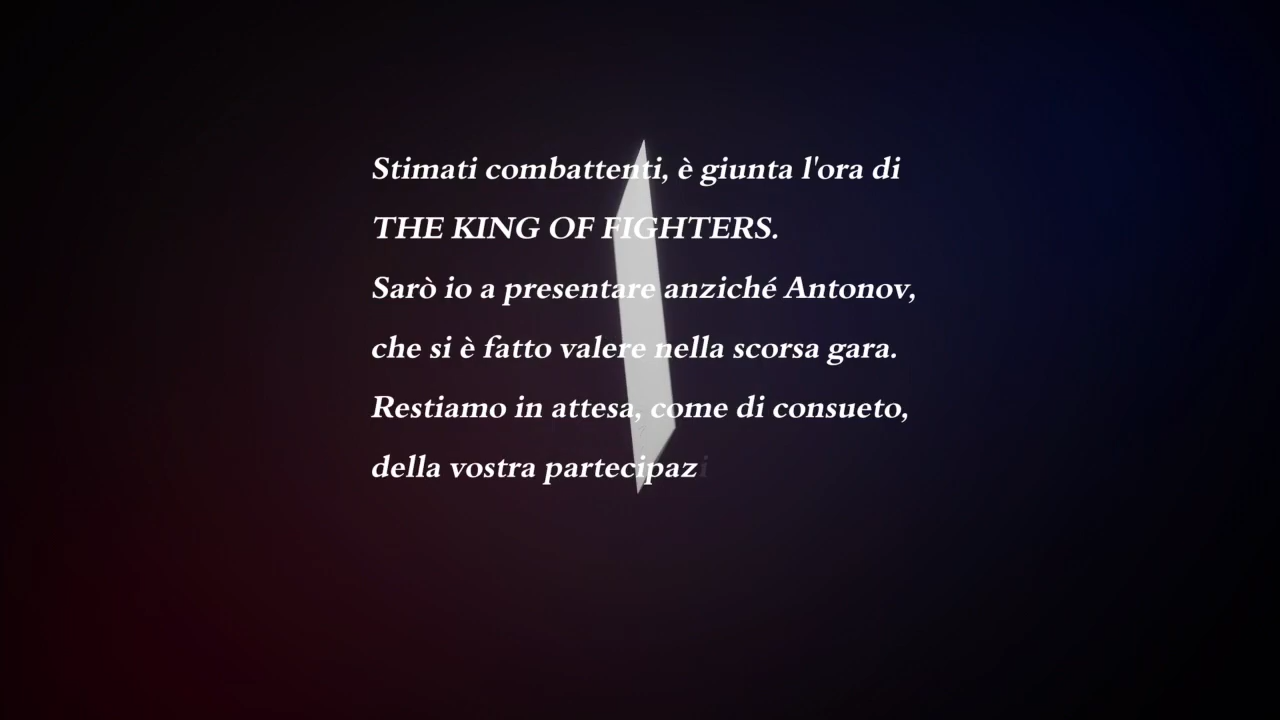 Stimati combattenti, è giunta l'ora di
THE KING OF FIGHTERS.
Sarò io a presentare anziché Antonov,
che si è fatto valere nella scorsa gara.
Restiamo in attesa, come di consueto,
della vostra partecipazi